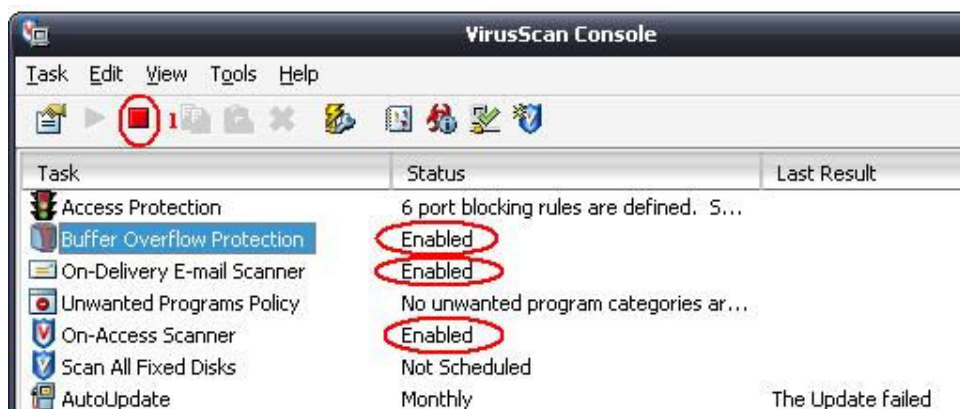 VirusScan Console
Task Edit View Tools Help
1
Task Status Last Result
Access Protection 6 port blocking rules are defined. S...
Buffer Overflow Protection Enabled
On-Delivery E-mail Scanner Enabled
Unwanted Programs Policy No unwanted program categories ar...
On-Access Scanner Enabled
Scan All Fixed Disks Not Scheduled
AutoUpdate Monthly The Update failed